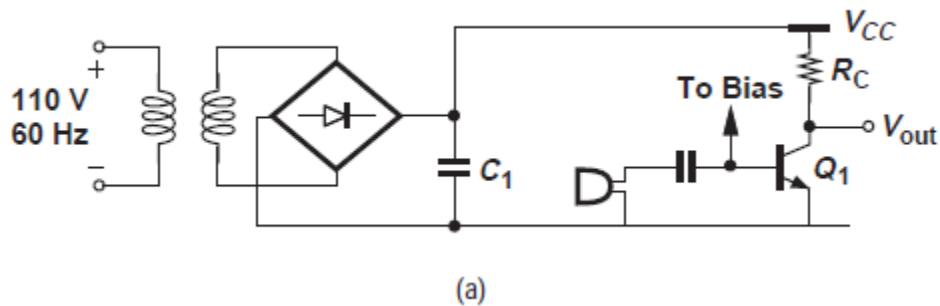 V_CC
R_C
110 V
60 Hz
+
−
To Bias
V_out
C_1
Q_1
(a)